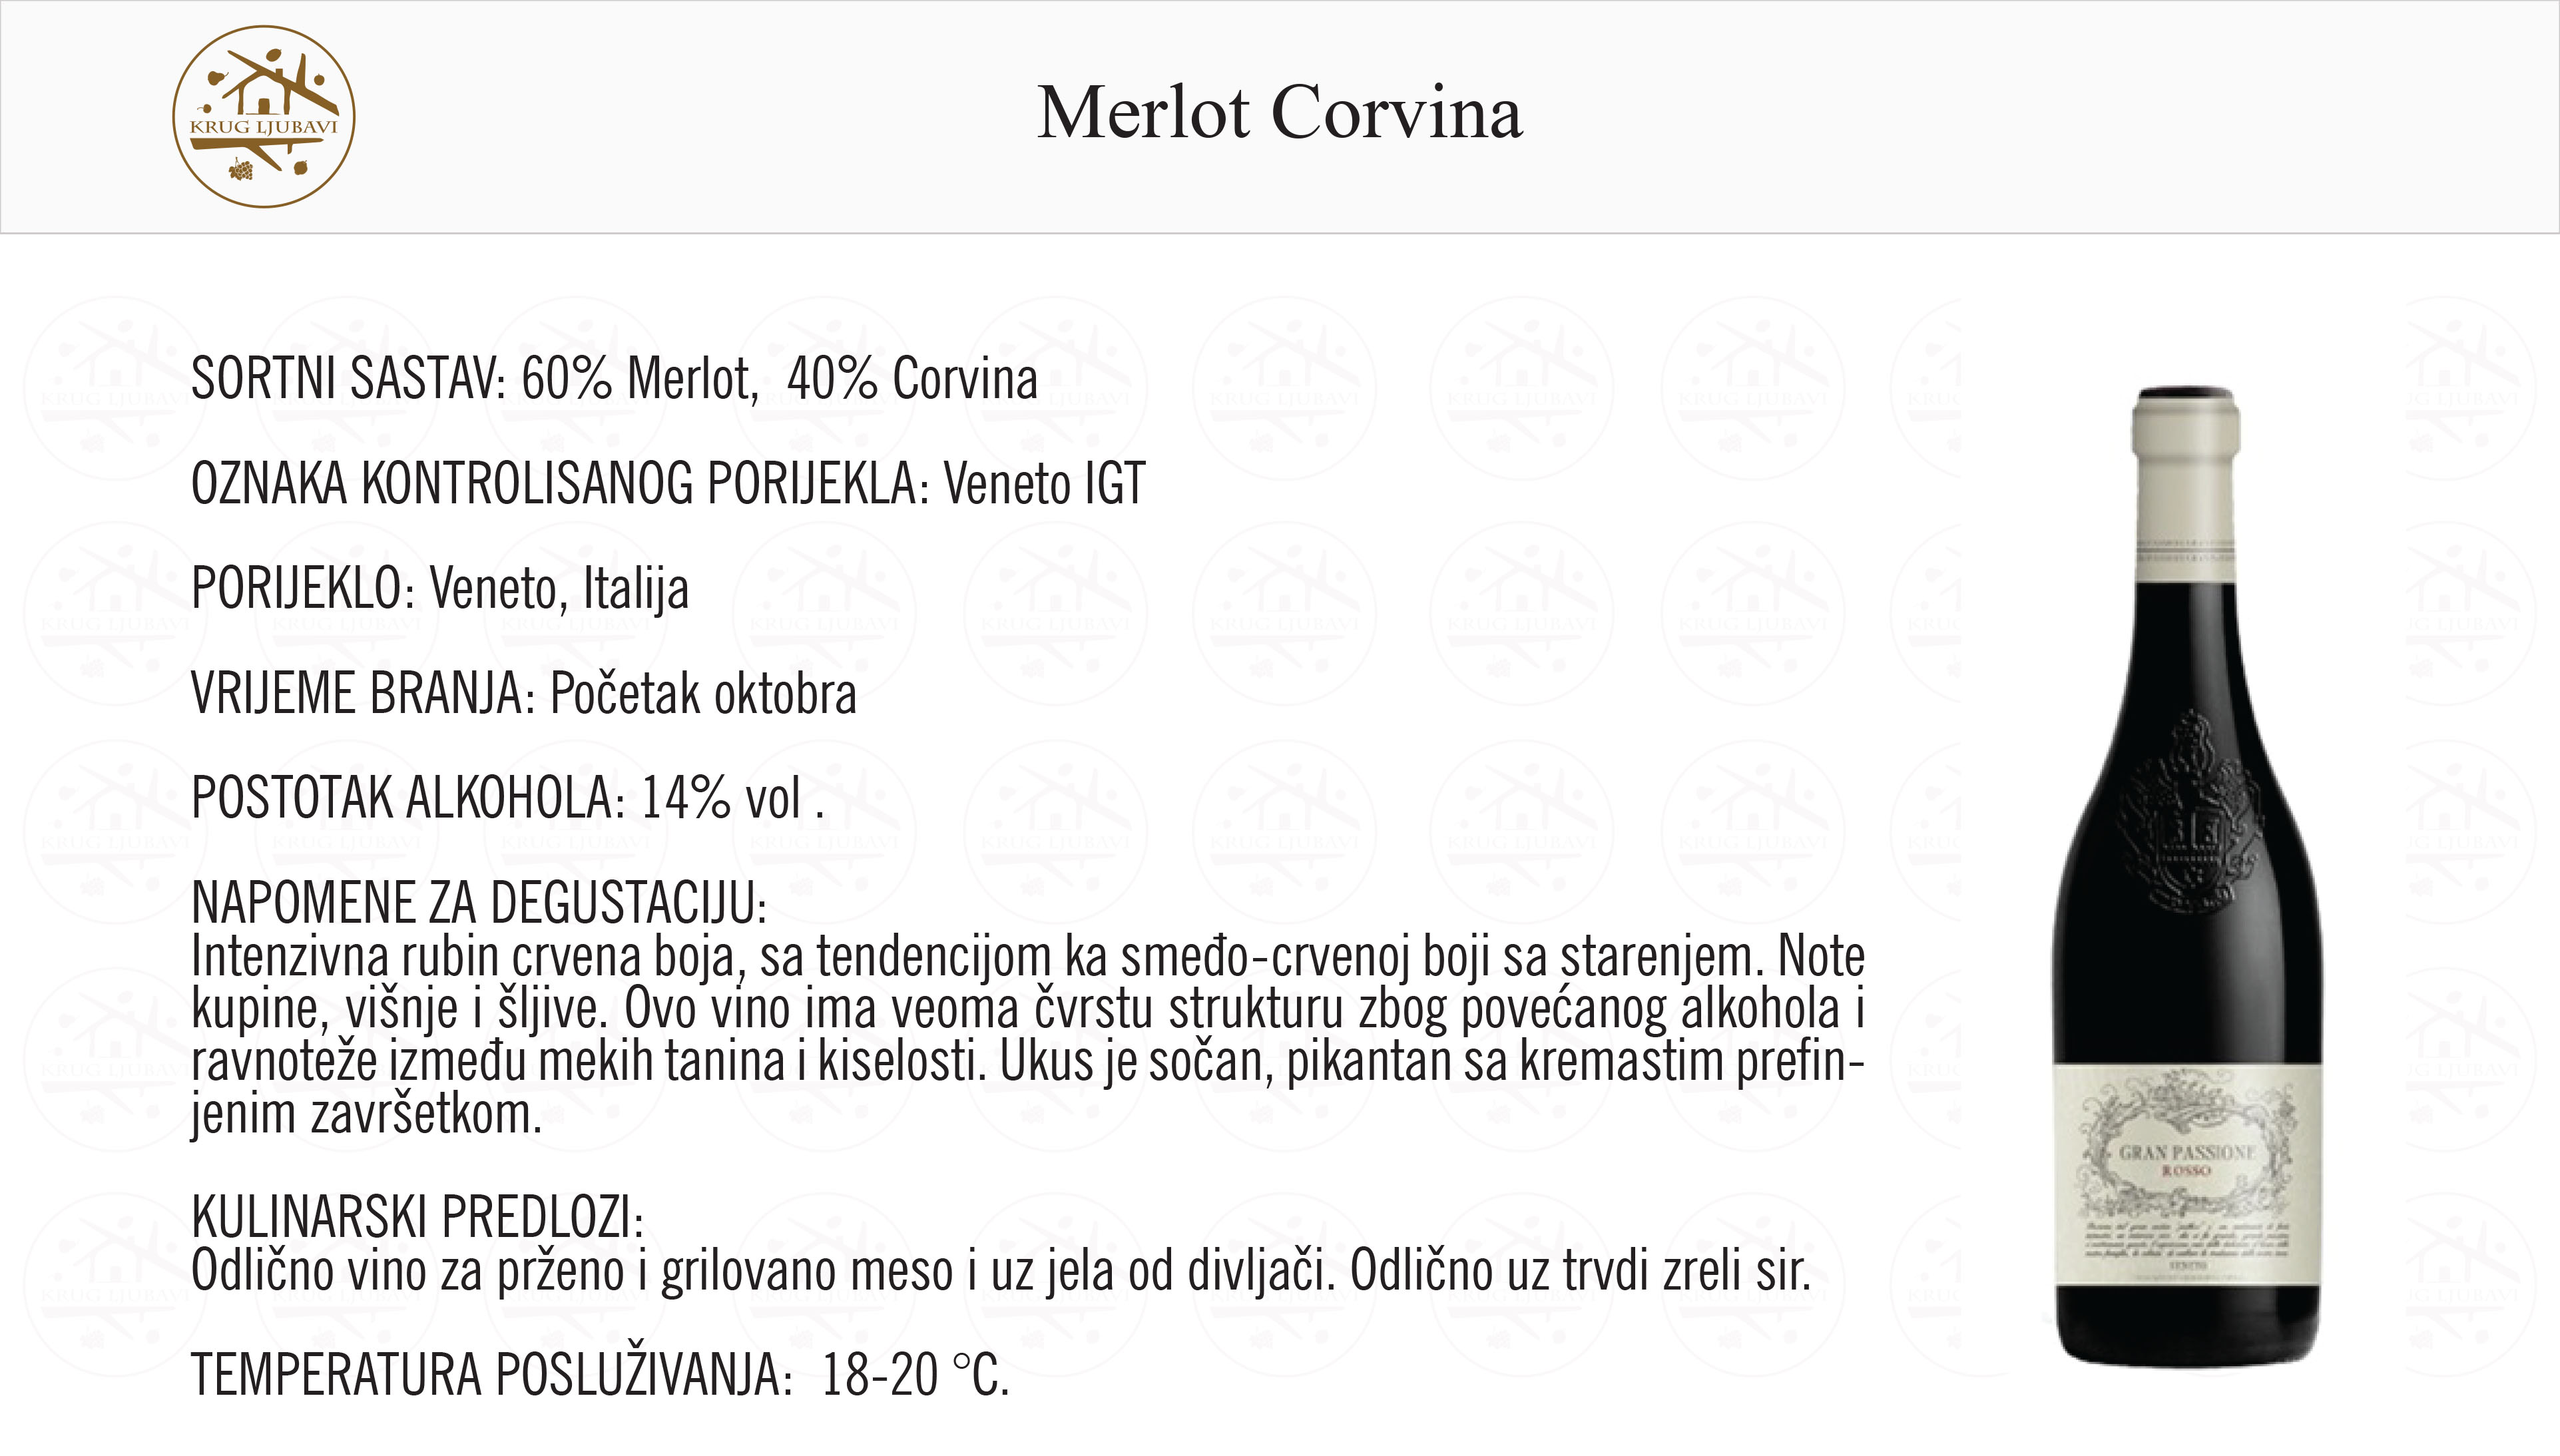 KRUG LJUBAVI
Merlot Corvina
SORTNI SASTAV: 60% Merlot,  40% Corvina
OZNAKA KONTROLISANOG PORIJEKLA: Veneto IGT
PORIJEKLO: Veneto, Italija
VRIJEME BRANJA: Početak oktobra
POSTOTAK ALKOHOLA: 14% vol .
NAPOMENE ZA DEGUSTACIJU:
Intenzivna rubin crvena boja, sa tendencijom ka smeđo-crvenoj boji sa starenjem. Note
kupine, višnje i šljive. Ovo vino ima veoma čvrstu strukturu zbog povećanog alkohola i
ravnoteže između mekih tanina i kiselosti. Ukus je sočan, pikantan sa kremastim prefin-
jenim završetkom.
KULINARSKI PREDLOZI:
Odlično vino za prženo i grilovano meso i uz jela od divljači. Odlično uz trvdi zreli sir.
TEMPERATURA POSLUŽIVANJA:  18-20 °C.
GRAN PASSIONE
ROSSO
VENETO